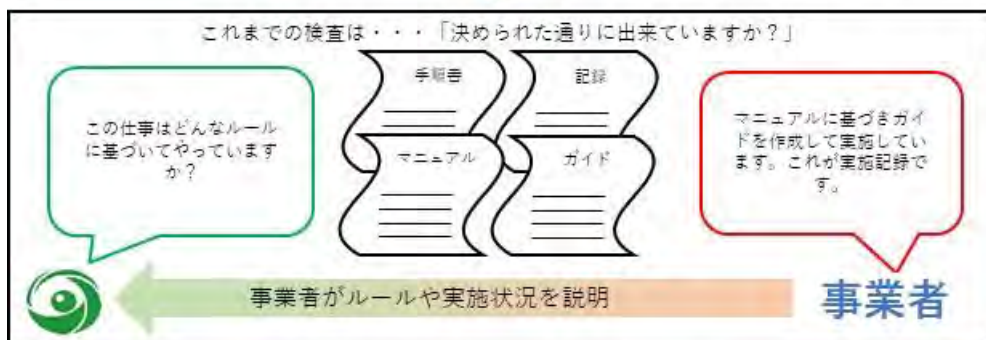 これまでの検査は・・・「決められた通りに出来ていますか？」
手順書
記録
この仕事はどんなルール
に基づいてやっています
か？
マニュアル
ガイド
マニュアルに基づきガイ
ドを作成して実施してい
ます。これが実施記録で
す。
事業者がルールや実施状況を説明
事業者